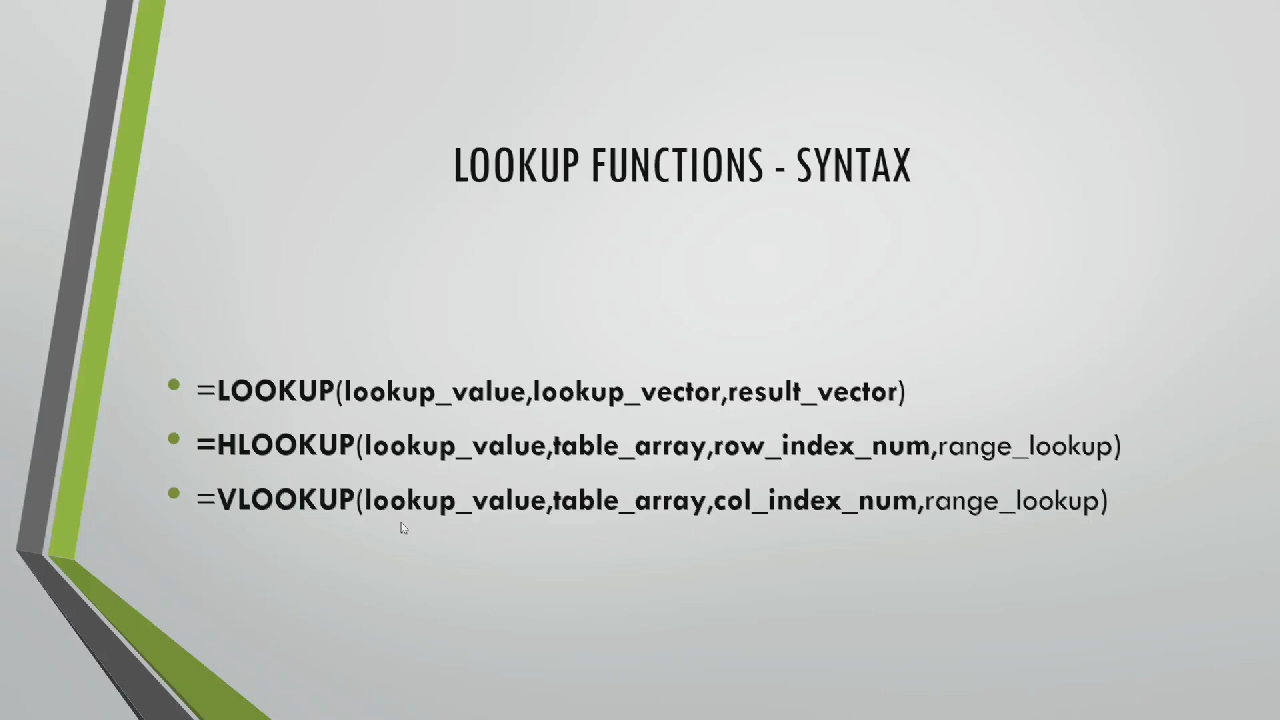 LOOKUP FUNCTIONS - SYNTAX
=LOOKUP(lookup_value,lookup_vector,result_vector)
=HLOOKUP(lookup_value,table_array,row_index_num,range_lookup)
=VLOOKUP(lookup_value,table_array,col_index_num,range_lookup)